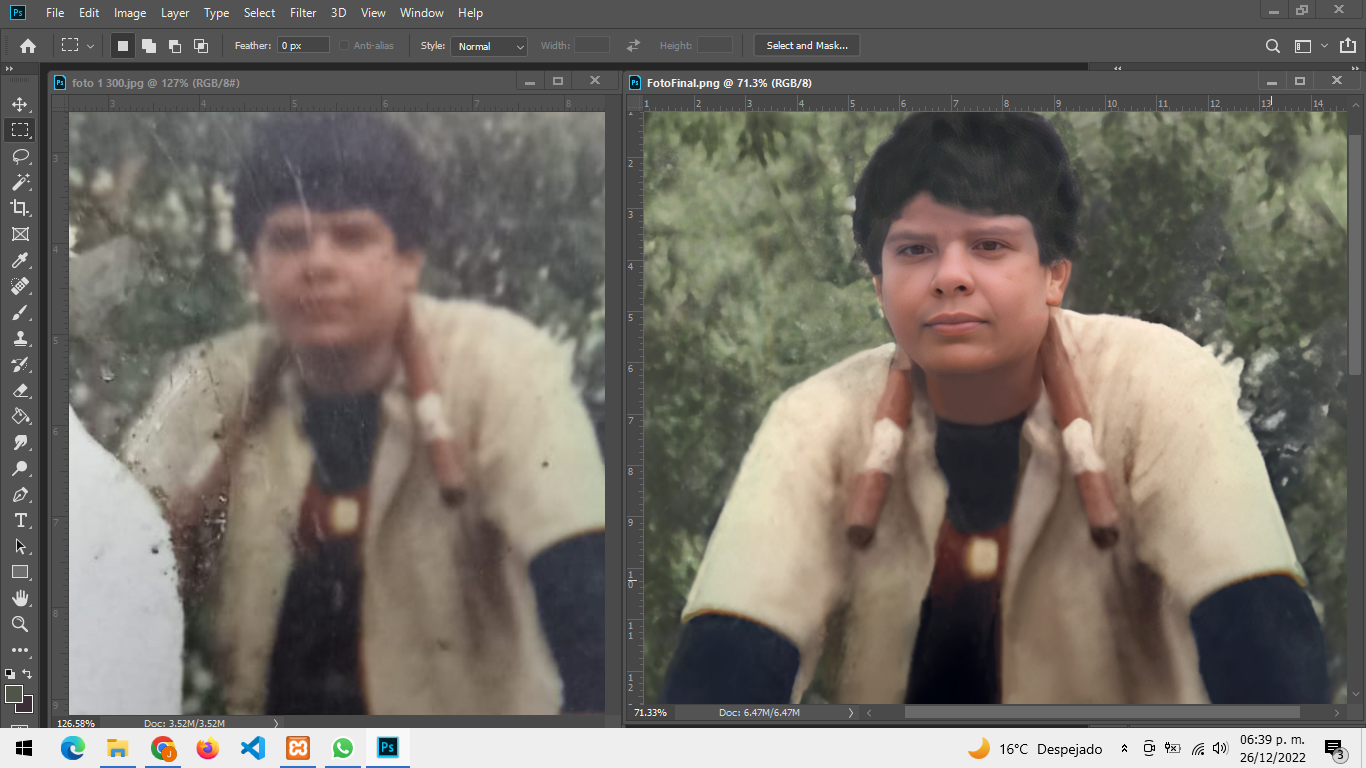 Ps File Edit Image Layer Type Select Filter 3D View Window Help
Feather: 0 px Anti-alias Style: Normal Width: Height: Select and Mask...
Ps foto 1 300.jpg @ 127% (RGB/8#)
Ps FotoFinal.png @ 71.3% (RGB/8)
3 4 5 6 7 8
1 2 3 4 5 6 7 8 9 10 11 12 13 14
3
4
5
6
7
8
9
1
2
3
4
5
6
7
8
9
10
11
12
T
126.58% Doc: 3.52M/3.52M
71.33% Doc: 6.47M/6.47M
J
Ps
16°C Despejado
06:39 p. m.
26/12/2022
3